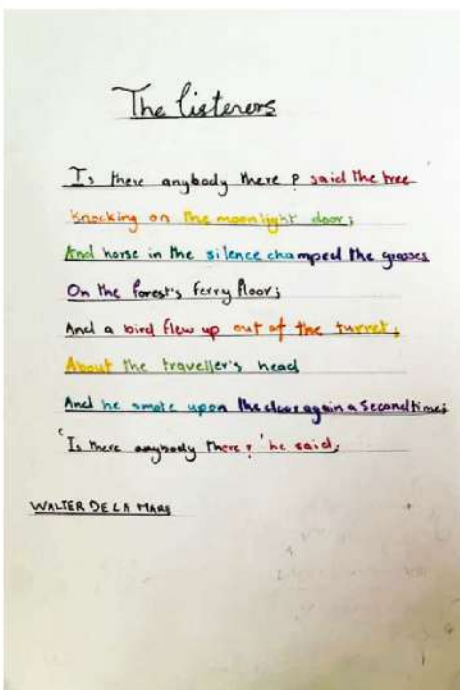 The listeners
Is there anybody there ? said the tree
Knocking on the moonlight door;
And horse in the silence champed the grasses
On the forest's ferry floor;
And a bird flew up out of the turret;
About the traveller's head
And he smote upon the door again a second time;
'Is there anybody there?' he said;
WALTER DE LA MARE